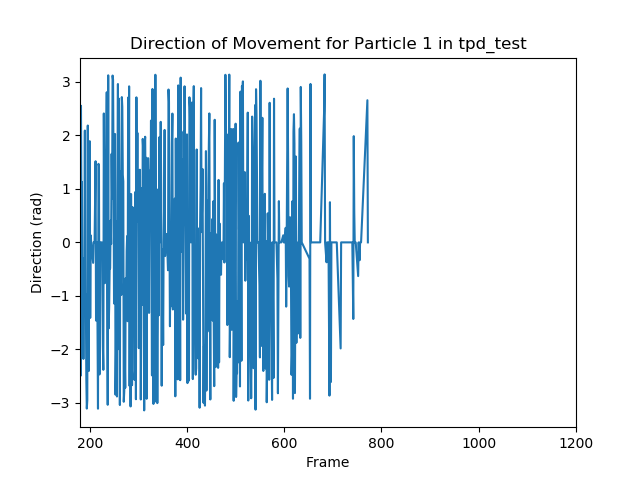 Direction of Movement for Particle 1 in tpd_test
Direction (rad)
3
2
1
0
−1
−2
−3
200 400 600 800 1000 1200
Frame